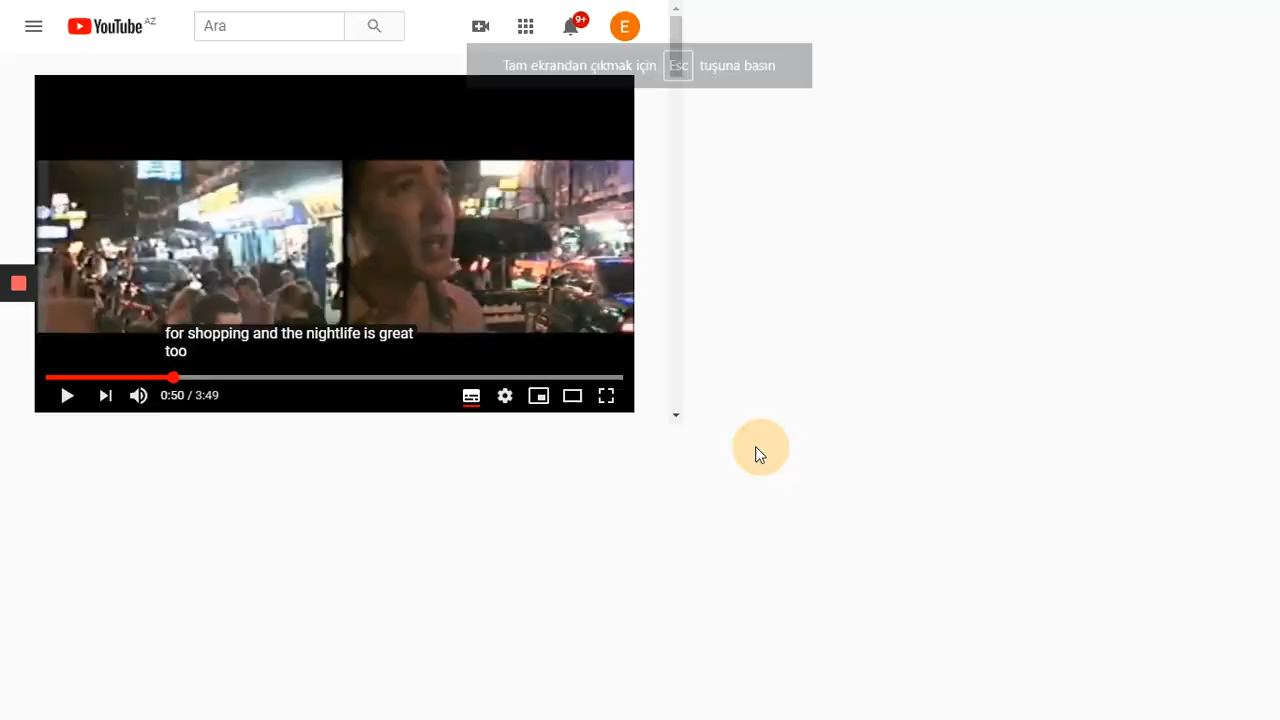 YouTube AZ
Ara
9+
E
Tam ekrandan çıkmak için Esc tuşuna basın
for shopping and the nightlife is great
too
0:50 / 3:49